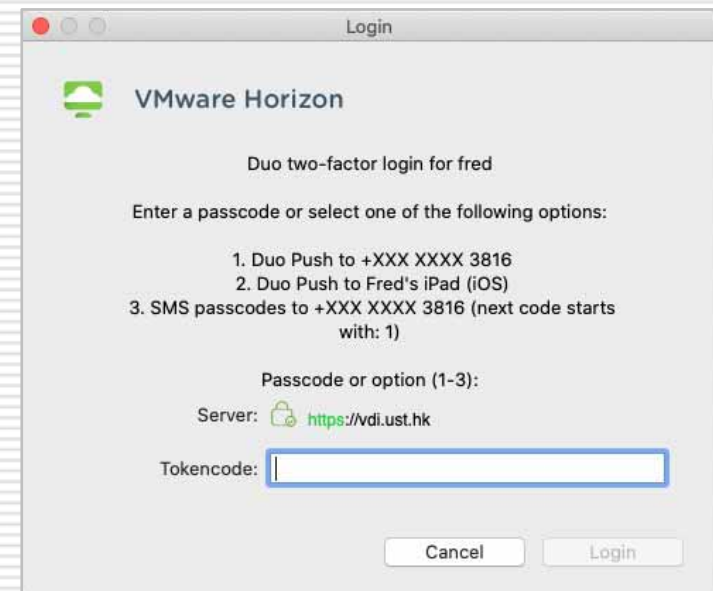 Login
VMware Horizon
Duo two-factor login for fred
Enter a passcode or select one of the following options:
1. Duo Push to +XXX XXXX 3816
2. Duo Push to Fred's iPad (iOS)
3. SMS passcodes to +XXX XXXX 3816 (next code starts
with: 1)
Passcode or option (1-3):
Server: https://vdi.ust.hk
Tokencode:
Cancel Login